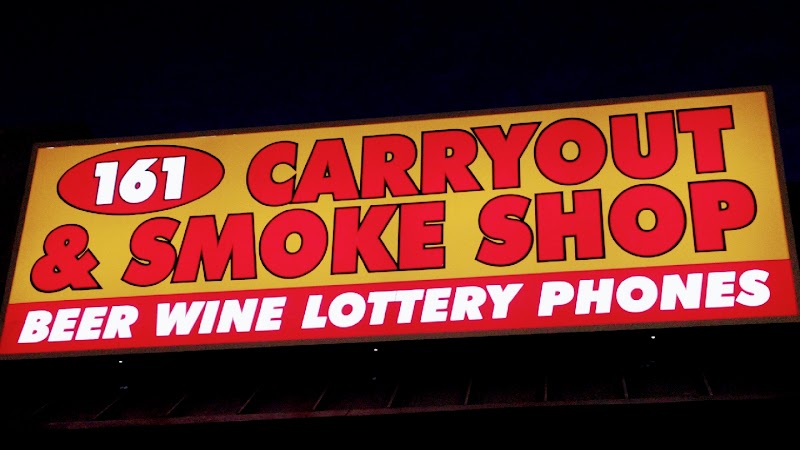 161 CARRYOUT
& SMOKE SHOP
BEER WINE LOTTERY PHONES